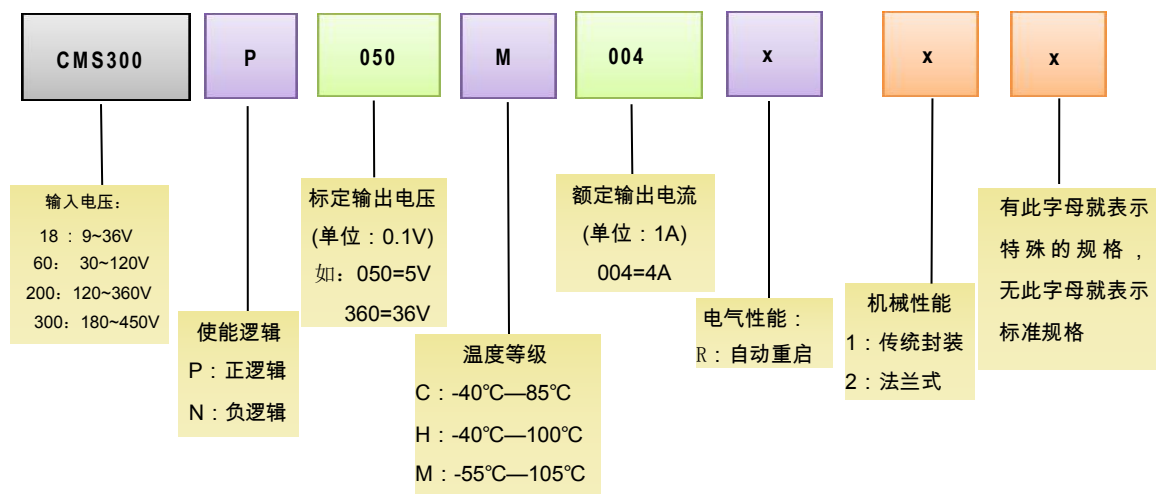 CMS300
P
050
M
004
x
x
x
输入电压：
18 : 9~36V
60： 30~120V
200：120~360V
300：180~450V
使能逻辑
P：正逻辑
N：负逻辑
标定输出电压
(单位：0.1V)
如：050=5V
360=36V
温度等级
C：-40℃—85℃
H：-40℃—100℃
M：-55℃—105℃
额定输出电流
(单位：1A)
004=4A
电气性能：
R：自动重启
机械性能
1：传统封装
2：法兰式
有此字母就表示
特殊的规格，
无此字母就表示
标准规格